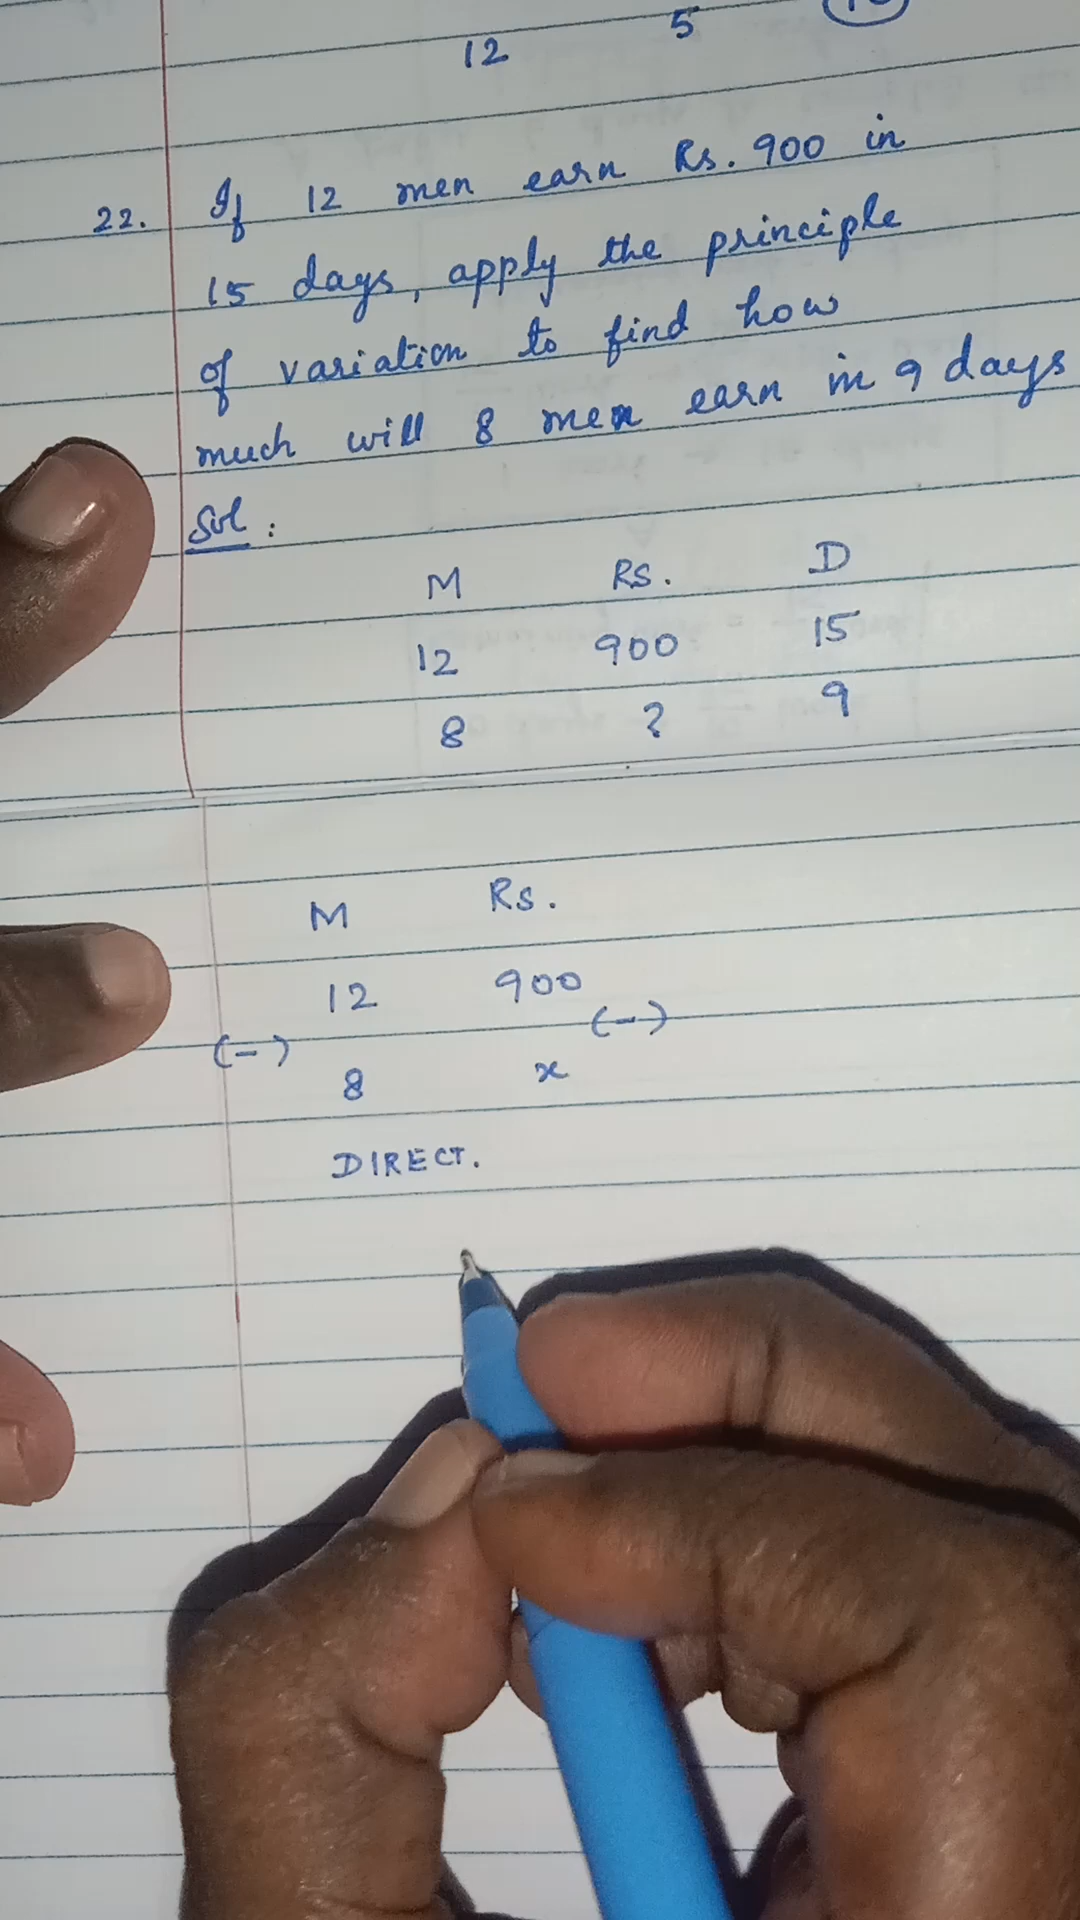 12 5
22. If 12 men earn Rs. 900 in
15 days, apply the principle
of variation to find how
much will 8 men earn in 9 days
Sol :
M RS. D
12 900 15
8 ? 9
M Rs.
12 900
(-) (-)
8 x
DIRECT.